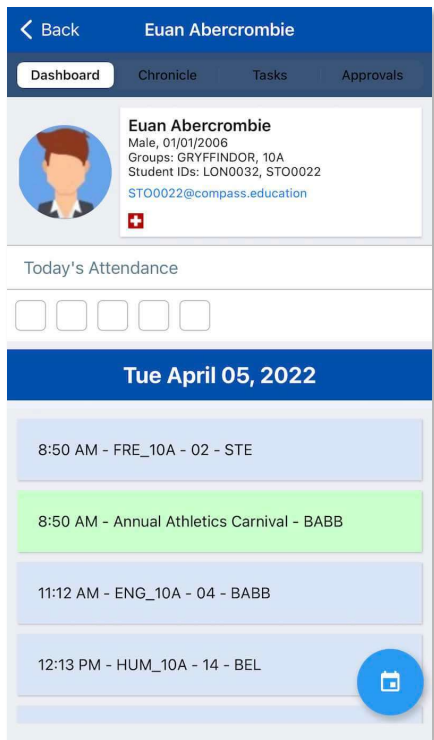 Back
Euan Abercrombie
Dashboard
Chronicle
Tasks
Approvals
Euan Abercrombie
Male, 01/01/2006
Groups: GRYFFINDOR, 10A
Student IDs: LON0032, STO0022
STO0022@compass.education
Today's Attendance
Tue April 05, 2022
8:50 AM - FRE_10A - 02 - STE
8:50 AM - Annual Athletics Carnival - BABB
11:12 AM - ENG_10A - 04 - BABB
12:13 PM - HUM_10A - 14 - BEL